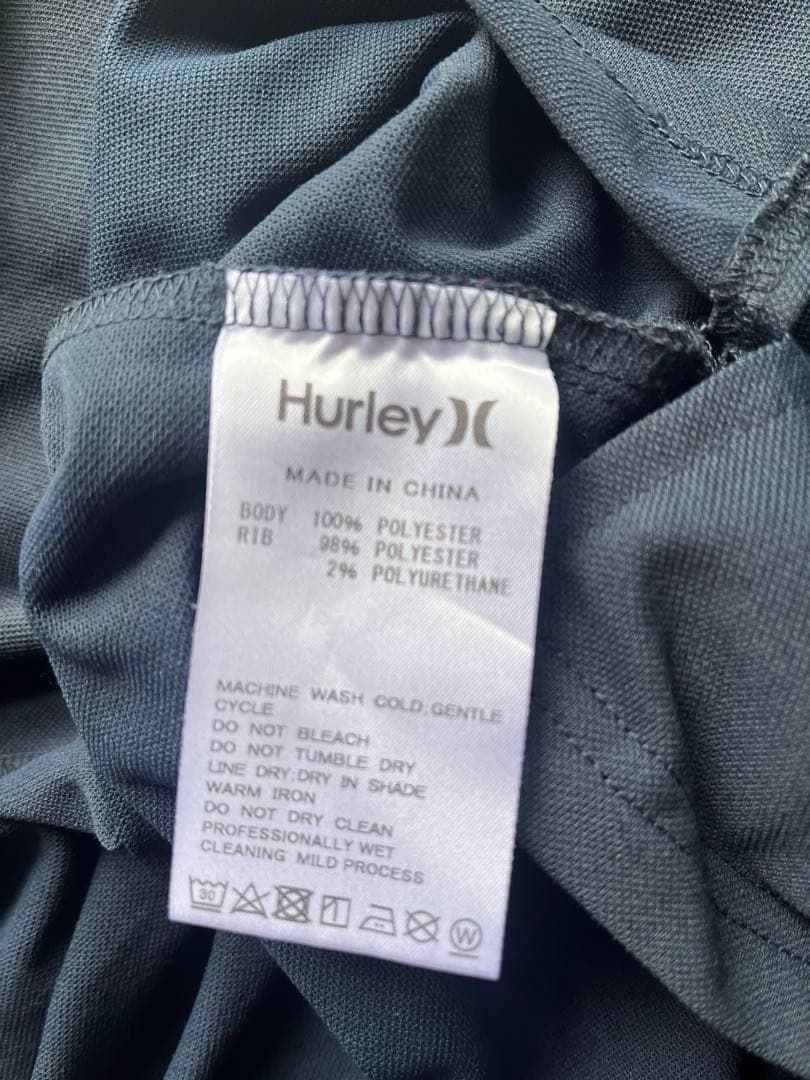 Hurley
MADE IN CHINA
BODY 100% POLYESTER
RIB 98% POLYESTER
2% POLYURETHANE
MACHINE WASH COLD,GENTLE
CYCLE
DO NOT BLEACH
DO NOT TUMBLE DRY
LINE DRY;DRY IN SHADE
WARM IRON
DO NOT DRY CLEAN
PROFESSIONALLY WET
CLEANING MILD PROCESS
30 W